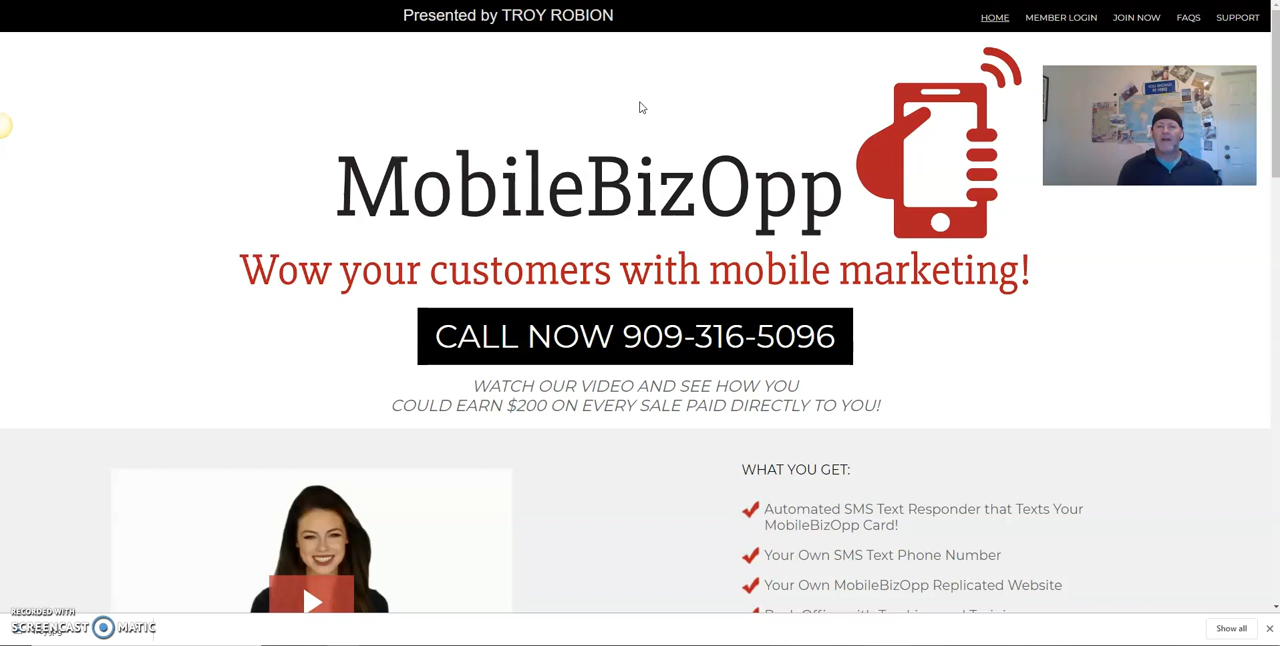 Presented by TROY ROBION
HOME MEMBER LOGIN JOIN NOW FAQS SUPPORT
MobileBizOpp
Wow your customers with mobile marketing!
CALL NOW 909-316-5096
WATCH OUR VIDEO AND SEE HOW YOU
COULD EARN $200 ON EVERY SALE PAID DIRECTLY TO YOU!
WHAT YOU GET:
Automated SMS Text Responder that Texts Your
MobileBizOpp Card!
Your Own SMS Text Phone Number
Your Own MobileBizOpp Replicated Website
RECORDED WITH
SCREENCAST MATIC
Show all